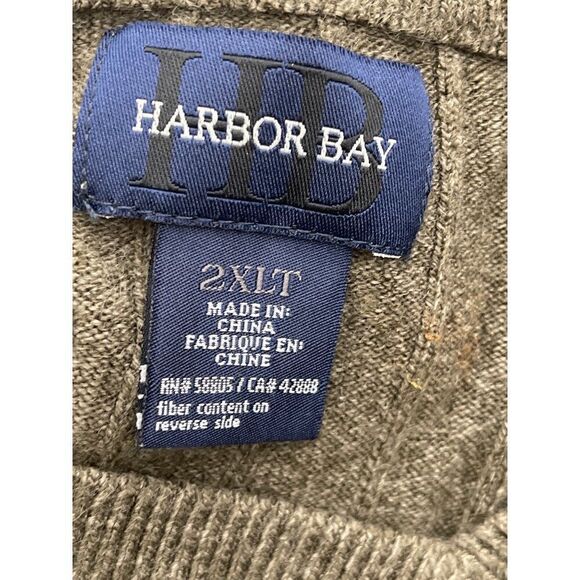 HB
HARBOR BAY
2XLT
MADE IN:
CHINA
FABRIQUE EN:
CHINE
RN# 58805 / CA# 42888
fiber content on
reverse side